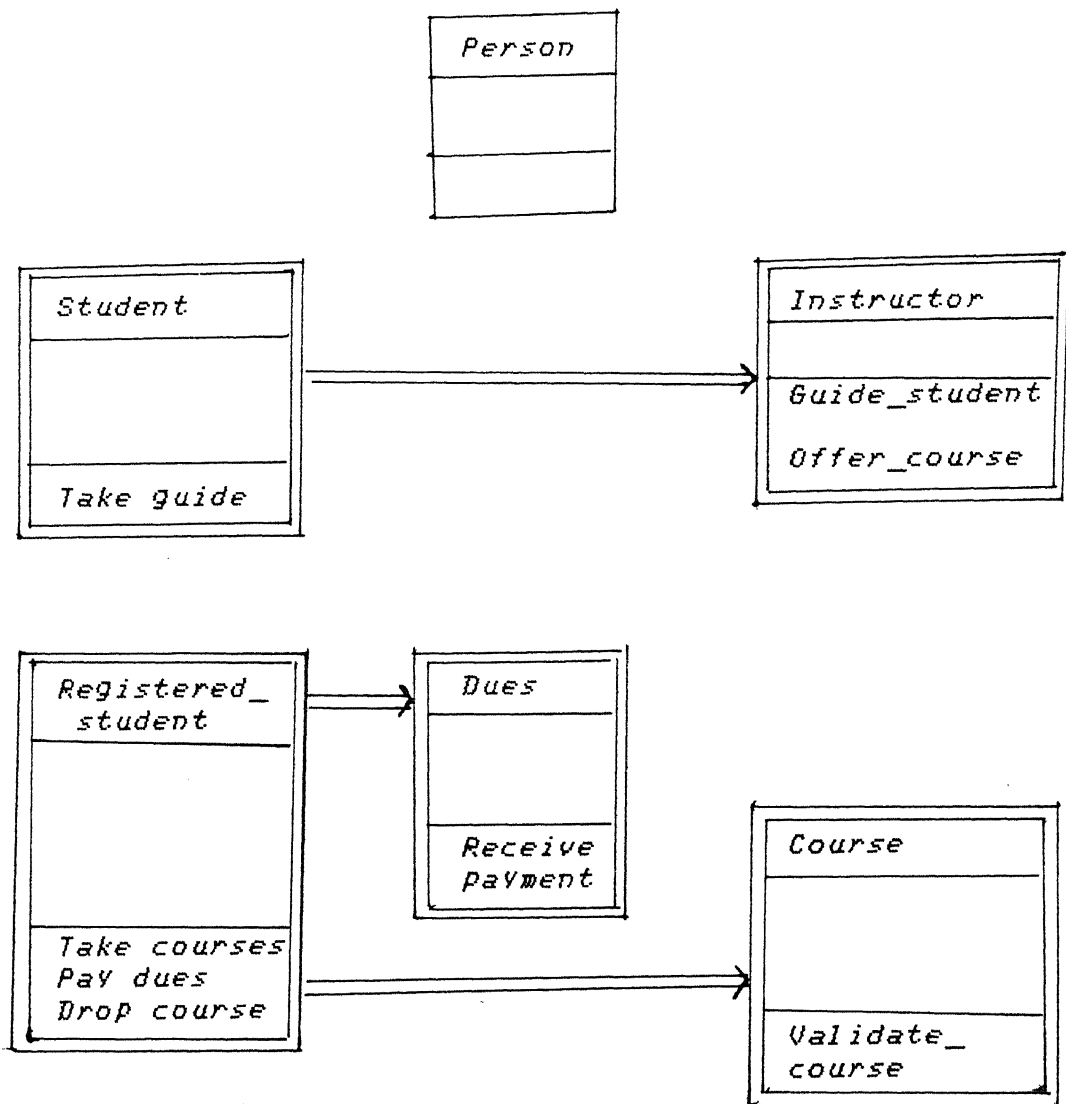 Person
Student
Take guide
Instructor
Guide_student
Offer_course
Registered_
student
Take courses
Pay dues
Drop course
Dues
Receive
payment
Course
Validate_
course